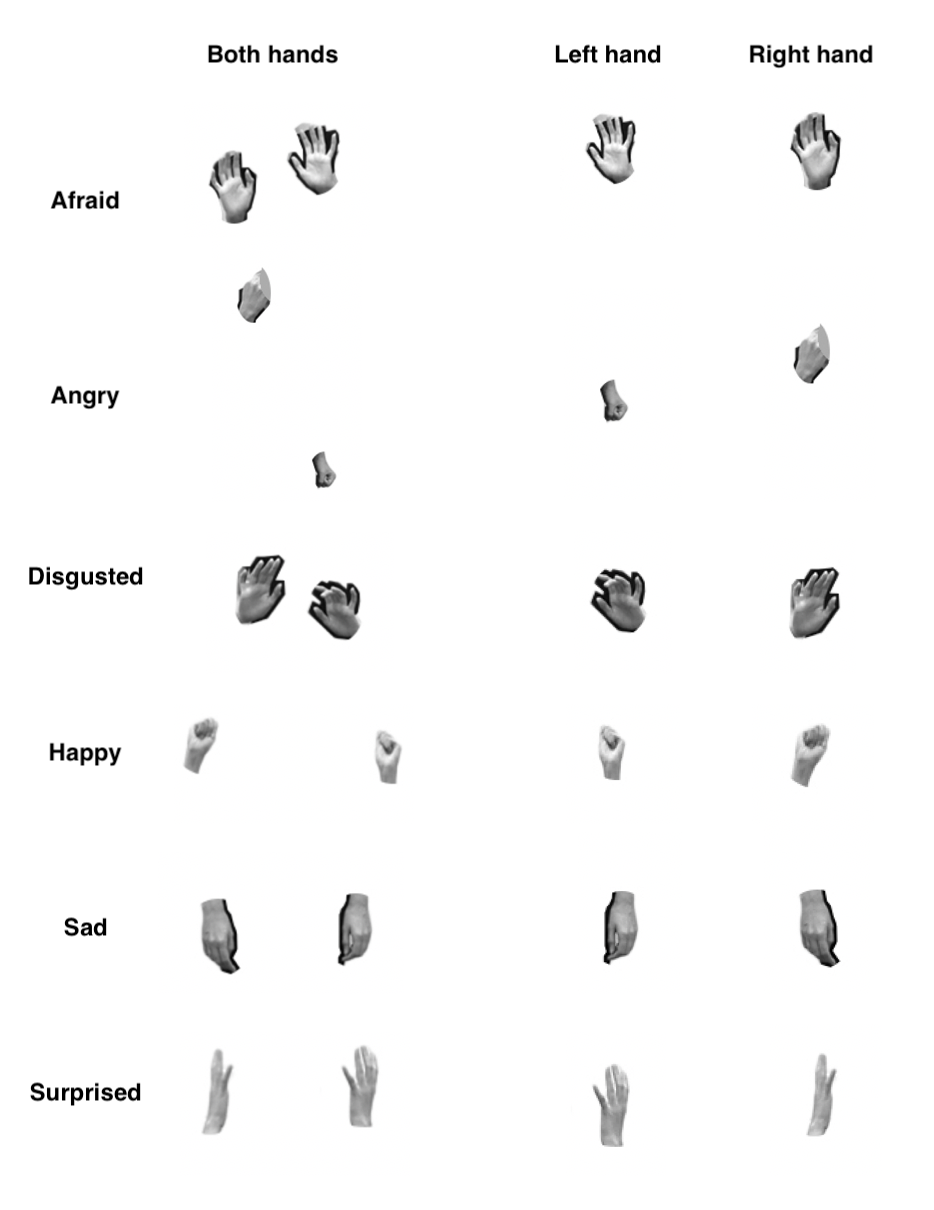 Both hands Left hand Right hand
Afraid
Angry
Disgusted
Happy
Sad
Surprised